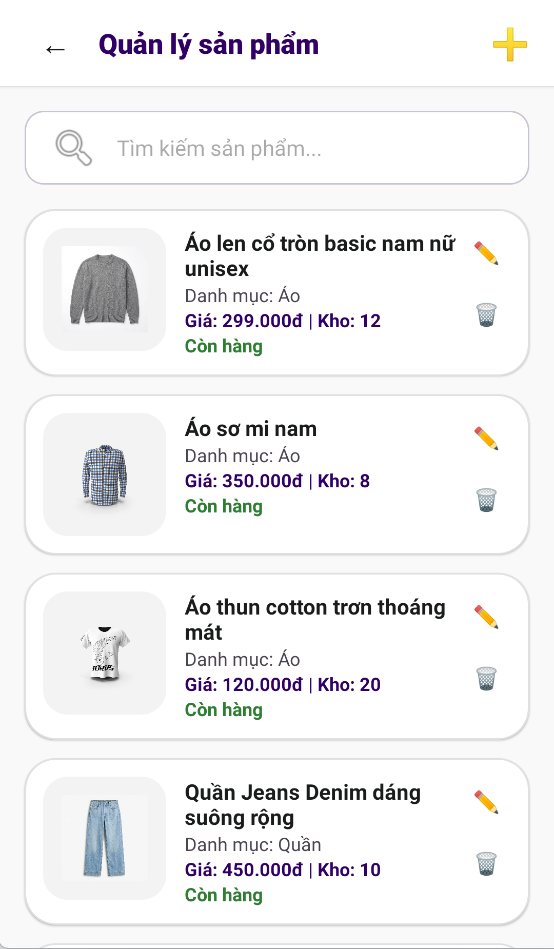 ← Quản lý sản phẩm
Tìm kiếm sản phẩm...
Áo len cổ tròn basic nam nữ
unisex
Danh mục: Áo
Giá: 299.000đ | Kho: 12
Còn hàng
Áo sơ mi nam
Danh mục: Áo
Giá: 350.000đ | Kho: 8
Còn hàng
Áo thun cotton trơn thoáng
mát
Danh mục: Áo
Giá: 120.000đ | Kho: 20
Còn hàng
Quần Jeans Denim dáng
suông rộng
Danh mục: Quần
Giá: 450.000đ | Kho: 10
Còn hàng